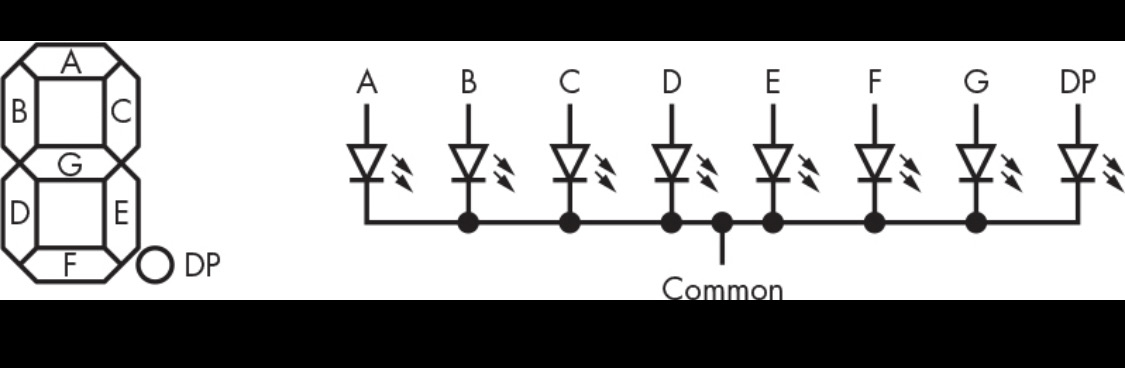 A
B C
G
D E
F
DP
A B C D E F G DP
Common